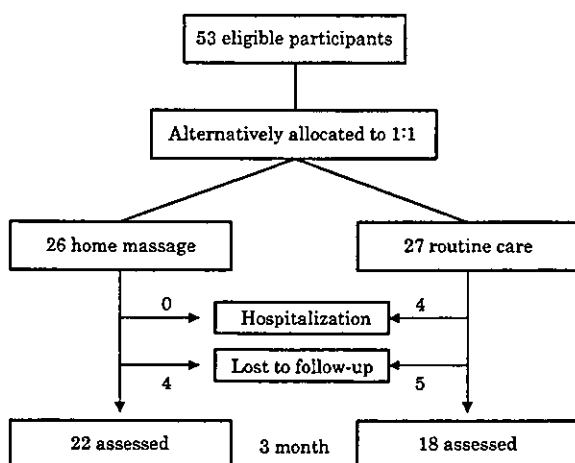 53 eligible participants
Alternatively allocated to 1:1
26 home massage
27 routine care
0
Hospitalization
4
Lost to follow-up
4
5
22 assessed
3 month
18 assessed